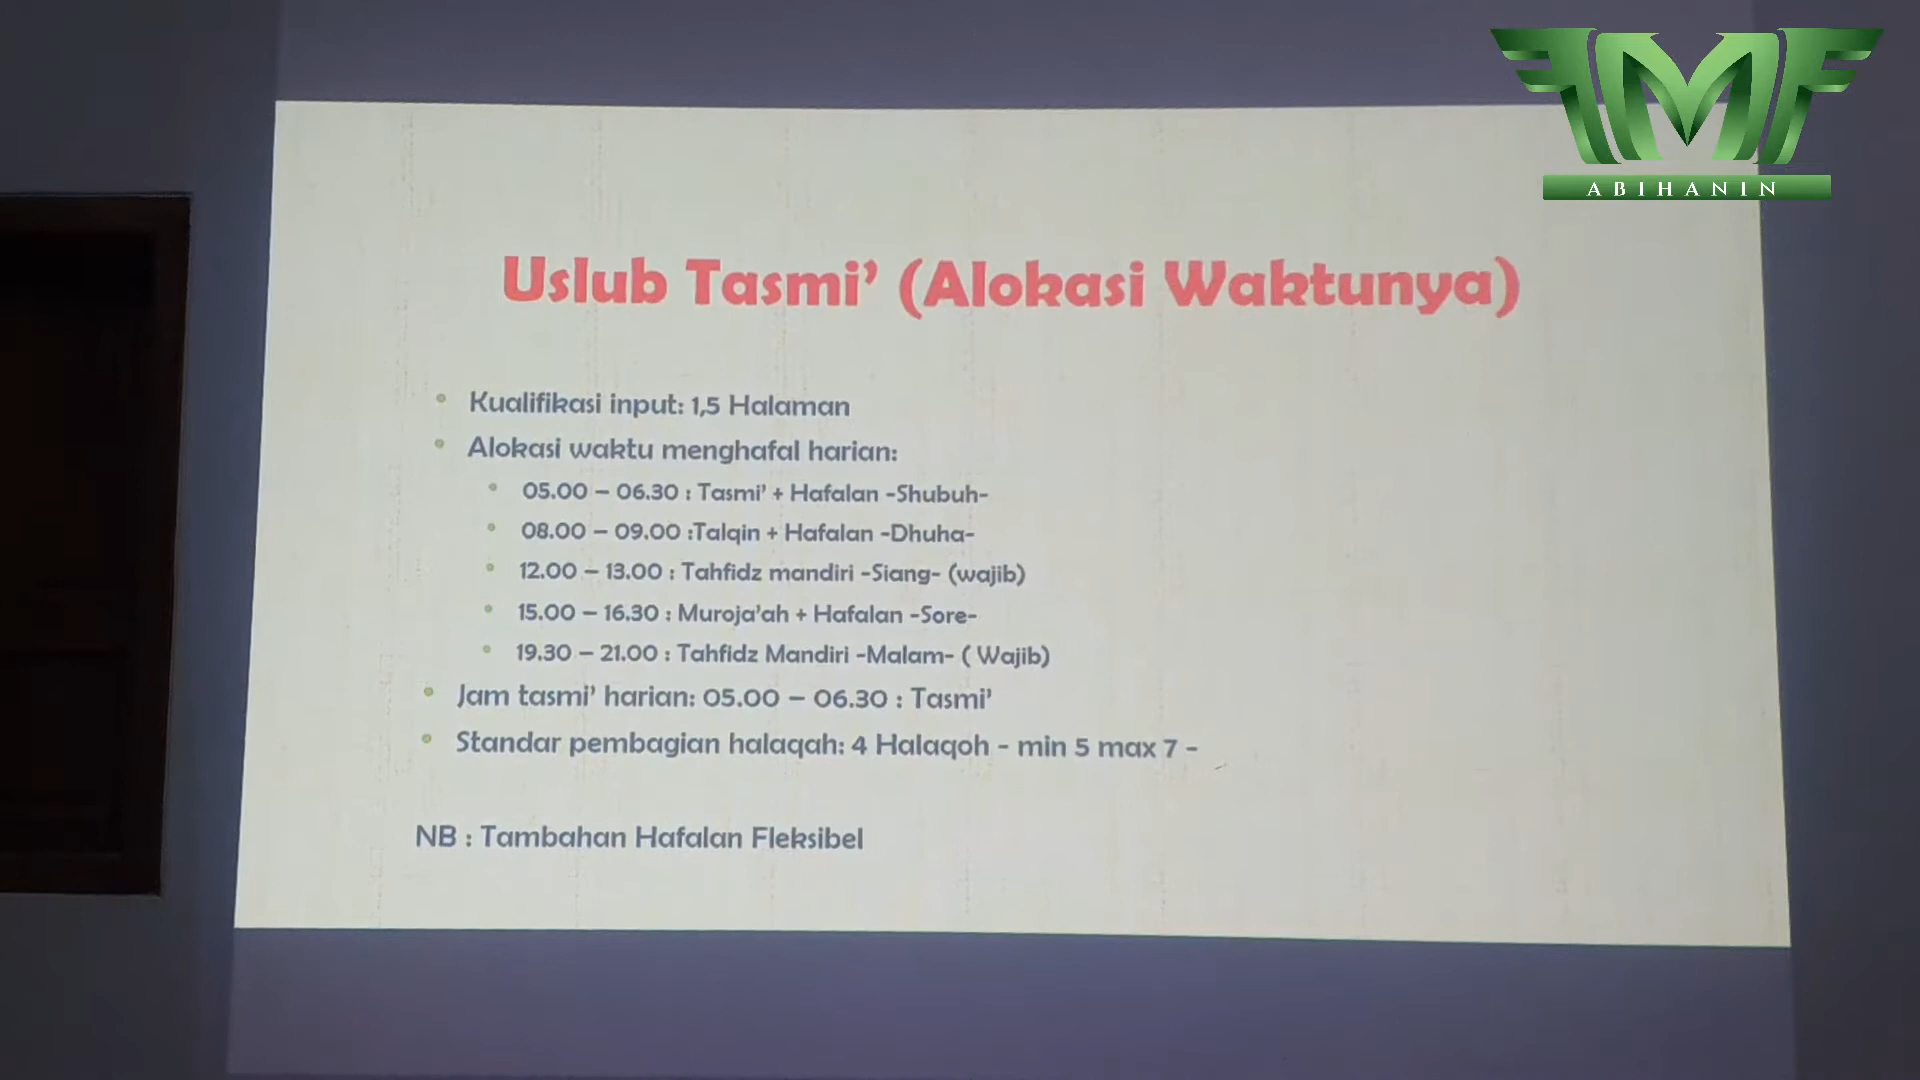 ABIHANIN
Uslub Tasmi' (Alokasi Waktunya)
Kualifikasi input: 1,5 Halaman
Alokasi waktu menghafal harian:
05.00 – 06.30 : Tasmi' + Hafalan -Shubuh-
08.00 – 09.00 :Talqin + Hafalan -Dhuha-
12.00 – 13.00 : Tahfidz mandiri -Siang- (wajib)
15.00 – 16.30 : Muroja'ah + Hafalan -Sore-
19.30 – 21.00 : Tahfidz Mandiri -Malam- ( Wajib)
Jam tasmi' harian: 05.00 – 06.30 : Tasmi'
Standar pembagian halaqah: 4 Halaqoh - min 5 max 7 -
NB : Tambahan Hafalan Fleksibel